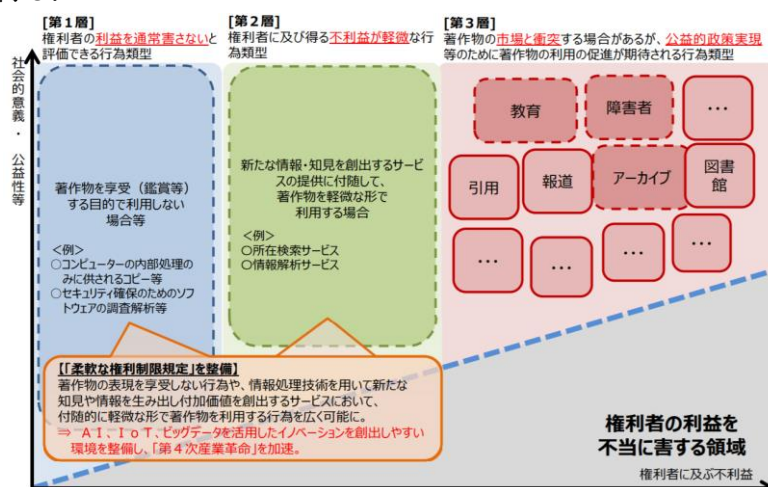 [第１層]
権利者の利益を通常害さないと
評価できる行為類型
[第２層]
権利者に及び得る不利益が軽微な行
為類型
[第３層]
著作物の市場と衝突する場合があるが、公益的政策実現
等のために著作物の利用の促進が期待される行為類型
社会的意義・公益性等
著作物を享受（鑑賞等）
する目的で利用しない
場合等
＜例＞
○コンピューターの内部処理の
みに供されるコピー等
○セキュリティ確保のためのソフ
トウェアの調査解析等
新たな情報・知見を創出するサービ
スの提供に付随して、
著作物を軽微な形で
利用する場合
＜例＞
○所在検索サービス
○情報解析サービス
教育
障害者
…
引用
報道
アーカイブ
図書
館
…
…
…
…
【「柔軟な権利制限規定」を整備】
著作物の表現を享受しない行為や、情報処理技術を用いて新たな
知見や情報を生み出し付加価値を創出するサービスにおいて、
付随的に軽微な形で著作物を利用する行為を広く可能に。
⇒ ＡＩ、ＩｏＴ、ビッグデータを活用したイノベーションを創出しやすい
環境を整備し、「第４次産業革命」を加速。
権利者の利益を
不当に害する領域
権利者に及ぶ不利益